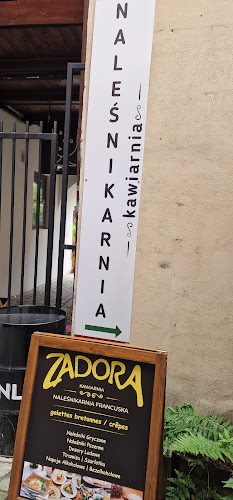 NALEŚNIKARNIA
kawiarnia
ZADORA
KAWIARNIA
NALEŚNIKARNIA FRANCUSKA
galettes bretonnes / crêpes
Naleśniki Gryczane
Naleśniki Pszenne
Desery Lodowe
Tiramisu / Szarlotka
Napoje Alkoholowe / Bezalkoholowe
NL